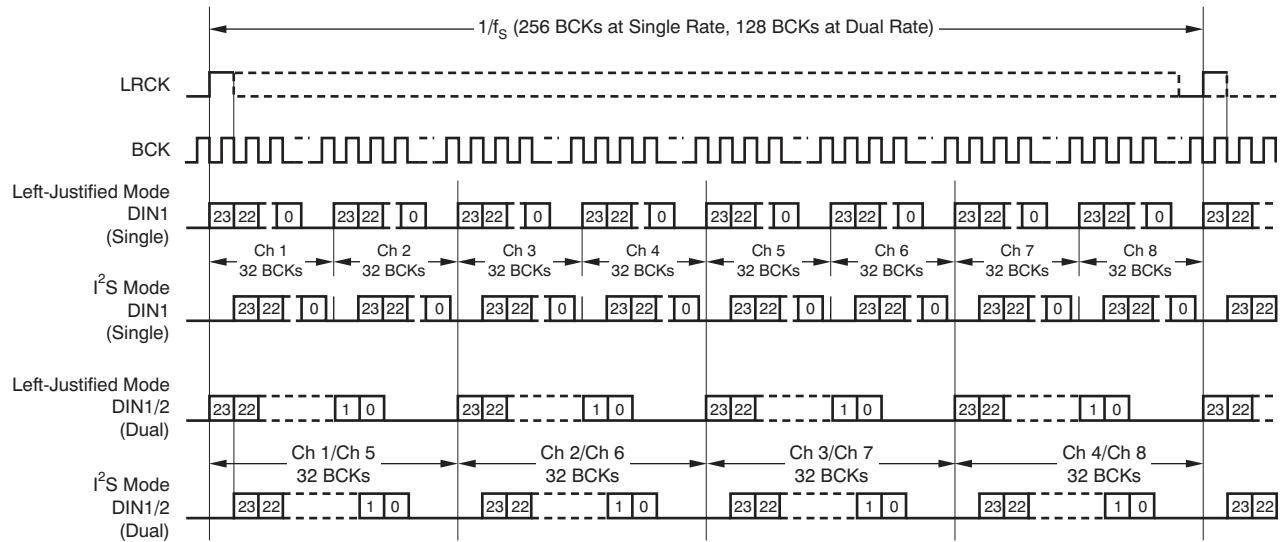 1/fS (256 BCKs at Single Rate, 128 BCKs at Dual Rate)
LRCK
BCK
Left-Justified Mode
DIN1
(Single)
23 22 0 23 22 0 23 22 0 23 22 0 23 22 0 23 22 0 23 22 0 23 22 0 23 22
Ch 1 Ch 2 Ch 3 Ch 4 Ch 5 Ch 6 Ch 7 Ch 8
32 BCKs 32 BCKs 32 BCKs 32 BCKs 32 BCKs 32 BCKs 32 BCKs 32 BCKs
I²S Mode
DIN1
(Single)
23 22 0 23 22 0 23 22 0 23 22 0 23 22 0 23 22 0 23 22 0 23 22 0 23 22
Left-Justified Mode
DIN1/2
(Dual)
23 22 1 0 23 22 1 0 23 22 1 0 23 22 1 0 23 22
Ch 1/Ch 5 Ch 2/Ch 6 Ch 3/Ch 7 Ch 4/Ch 8
32 BCKs 32 BCKs 32 BCKs 32 BCKs
I²S Mode
DIN1/2
(Dual)
23 22 1 0 23 22 1 0 23 22 1 0 23 22 1 0 23 22